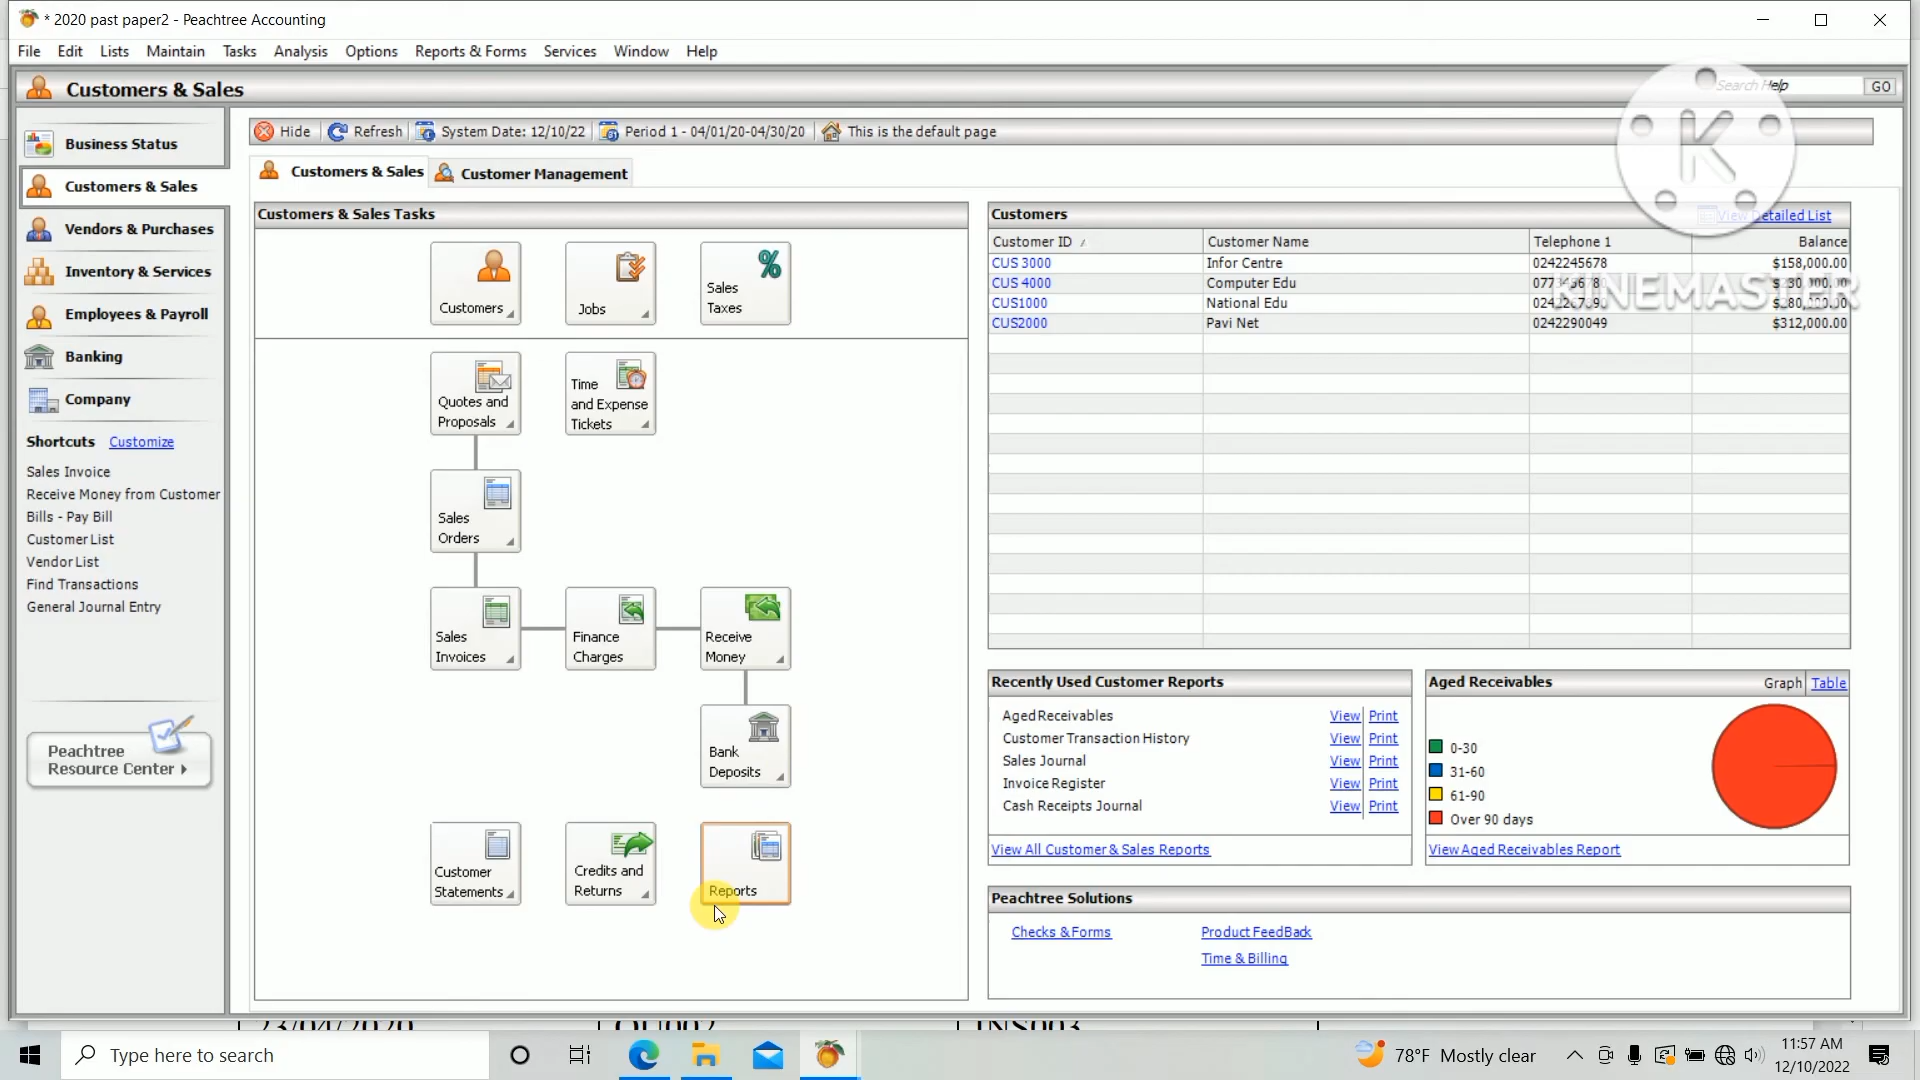 * 2020 past paper2 - Peachtree Accounting
File Edit Lists Maintain Tasks Analysis Options Reports & Forms Services Window Help
Customers & Sales
Search Help GO
Business Status
Customers & Sales
Vendors & Purchases
Inventory & Services
Employees & Payroll
Banking
Company
Shortcuts Customize
Sales Invoice
Receive Money from Customer
Bills - Pay Bill
Customer List
Vendor List
Find Transactions
General Journal Entry
Peachtree
Resource Center
Hide Refresh System Date: 12/10/22 Period 1 - 04/01/20-04/30/20 This is the default page
Customers & Sales Customer Management
Customers & Sales Tasks
Customers
Jobs
Sales
Taxes
Quotes and
Proposals
Time
and Expense
Tickets
Sales
Orders
Sales
Invoices
Finance
Charges
Receive
Money
Bank
Deposits
Customer
Statements
Credits and
Returns
Reports
Customers View Detailed List
Customer ID Customer Name Telephone 1 Balance
CUS 3000 Infor Centre 0242245678 $158,000.00
CUS 4000 Computer Edu
CUS1000 National Edu
CUS2000 Pavi Net 0242290049 $312,000.00
K
KINEMASTER
Recently Used Customer Reports
Aged Receivables View Print
Customer Transaction History View Print
Sales Journal View Print
Invoice Register View Print
Cash Receipts Journal View Print
View All Customer & Sales Reports
Aged Receivables Graph Table
0-30
31-60
61-90
Over 90 days
View Aged Receivables Report
Peachtree Solutions
Checks & Forms Product FeedBack
Time & Billing
23/04/2020 INS003
Type here to search
78°F Mostly clear
11:57 AM
12/10/2022